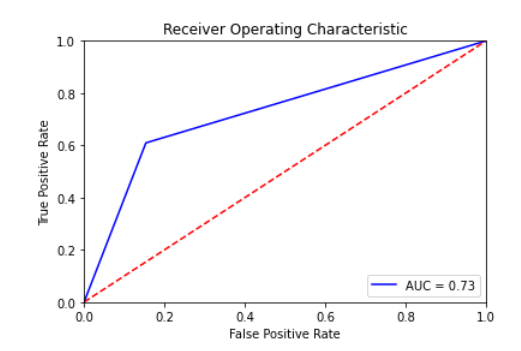 Receiver Operating Characteristic
1.0
0.8
0.6
0.4
0.2
0.0
True Positive Rate
AUC = 0.73
0.0 0.2 0.4 0.6 0.8 1.0
False Positive Rate